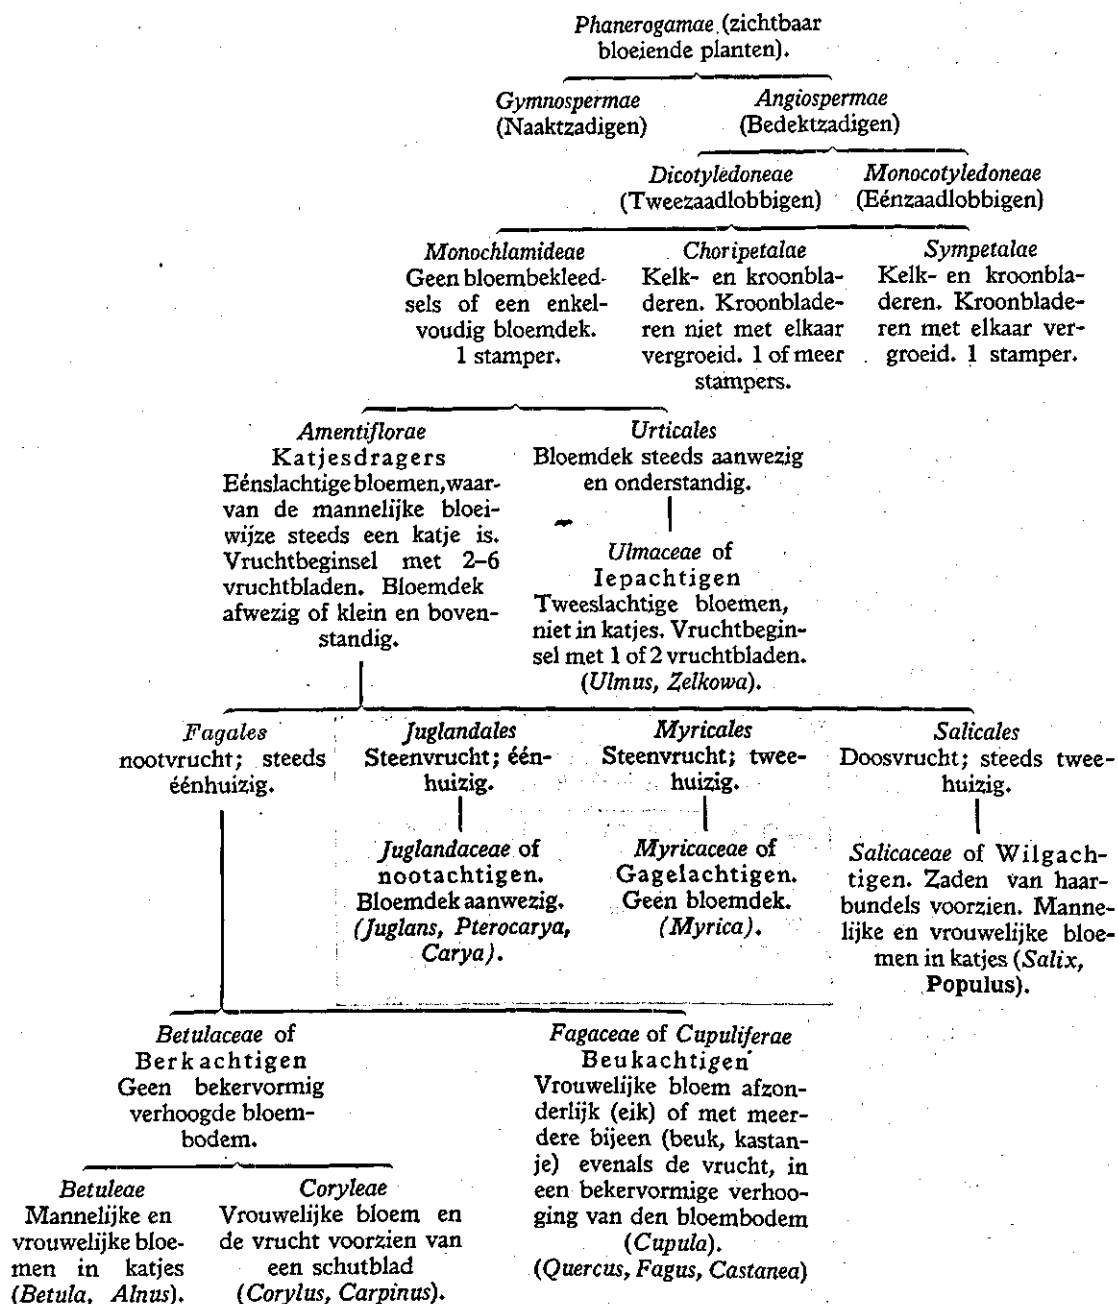 Phanerogamae (zichtbaar
bloeiende planten).
Gymnospermae
(Naaktzadigen)
Angiospermae
(Bedektzadigen)
Dicotyledoneae
(Tweezaadlobbigen)
Monocotyledoneae
(Eénzaadlobbigen)
Monochlamideae
Geen bloembekleed-
sels of een enkel-
voudig bloemdek.
1 stamper.
Choripetalae
Kelk- en kroonbla-
deren. Kroonblade-
ren niet met elkaar
vergroeid. 1 of meer
stampers.
Sympetalae
Kelk- en kroonbla-
deren. Kroonblade-
ren met elkaar ver-
groeid. 1 stamper.
Amentiflorae
Katjesdragers
Eénslachtige bloemen, waar-
van de mannelijke bloei-
wijze steeds een katje is.
Vruchtbeginsel met 2–6
vruchtbladen. Bloemdek
afwezig of klein en boven-
standig.
Urticales
Bloemdek steeds aanwezig
en onderstandig.
Ulmaceae of
Iepachtigen
Tweeslachtige bloemen,
niet in katjes. Vruchtbegin-
sel met 1 of 2 vruchtbladen.
(Ulmus, Zelkowa).
Fagales
nootvrucht; steeds
éénhuizig.
Juglandales
Steenvrucht; één-
huizig.
Myricales
Steenvrucht; twee-
huizig.
Salicales
Doosvrucht; steeds twee-
huizig.
Juglandaceae of
nootachtigen.
Bloemdek aanwezig.
(Juglans, Pterocarya,
Carya).
Myricaceae of
Gagelachtigen.
Geen bloemdek.
(Myrica).
Salicaceae of Wilgach-
tigen. Zaden van haar-
bundels voorzien. Manne-
lijke en vrouwelijke bloe-
men in katjes (Salix,
Populus).
Betulaceae of
Berkachtigen
Geen bekervormig
verhoogde bloem-
bodem.
Fagaceae of Cupuliferae
Beukachtigen
Vrouwelijke bloem afzon-
derlijk (eik) of met meer-
dere bijeen (beuk, kastan-
je) evenals de vrucht, in
een bekervormige verhoo-
ging van den bloembodem
(Cupula).
(Quercus, Fagus, Castanea)
Betuleae
Mannelijke en
vrouwelijke bloe-
men in katjes
(Betula, Alnus).
Coryleae
Vrouwelijke bloem en
de vrucht voorzien van
een schutblad
(Corylus, Carpinus).